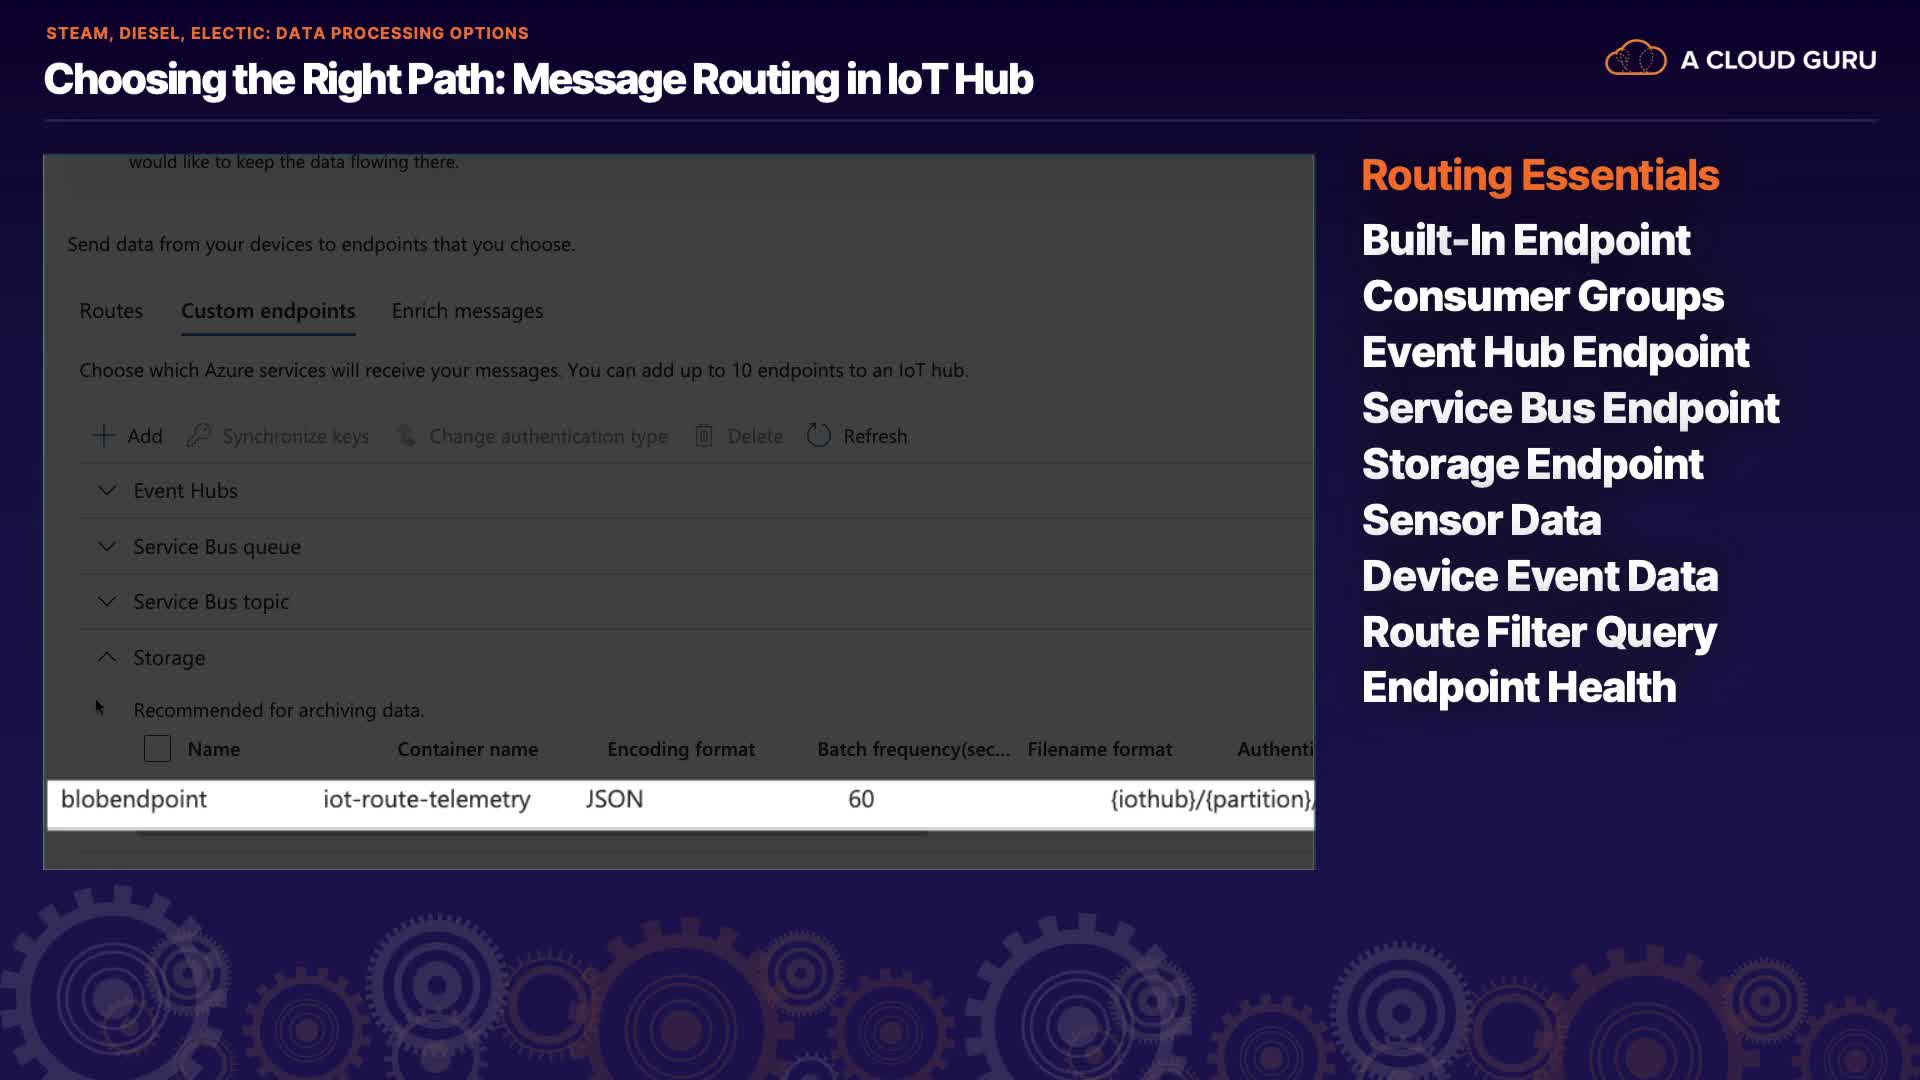 STEAM, DIESEL, ELECTIC: DATA PROCESSING OPTIONS
Choosing the Right Path: Message Routing in IoT Hub
A CLOUD GURU
would like to keep the data flowing there.
Send data from your devices to endpoints that you choose.
Routes Custom endpoints Enrich messages
Choose which Azure services will receive your messages. You can add up to 10 endpoints to an IoT hub.
Add Synchronize keys Change authentication type Delete Refresh
Event Hubs
Service Bus queue
Service Bus topic
Storage
Recommended for archiving data.
Name Container name Encoding format Batch frequency(sec... Filename format Authenti
blobendpoint iot-route-telemetry JSON 60 {iothub}/{partition}/
Routing Essentials
Built-In Endpoint
Consumer Groups
Event Hub Endpoint
Service Bus Endpoint
Storage Endpoint
Sensor Data
Device Event Data
Route Filter Query
Endpoint Health